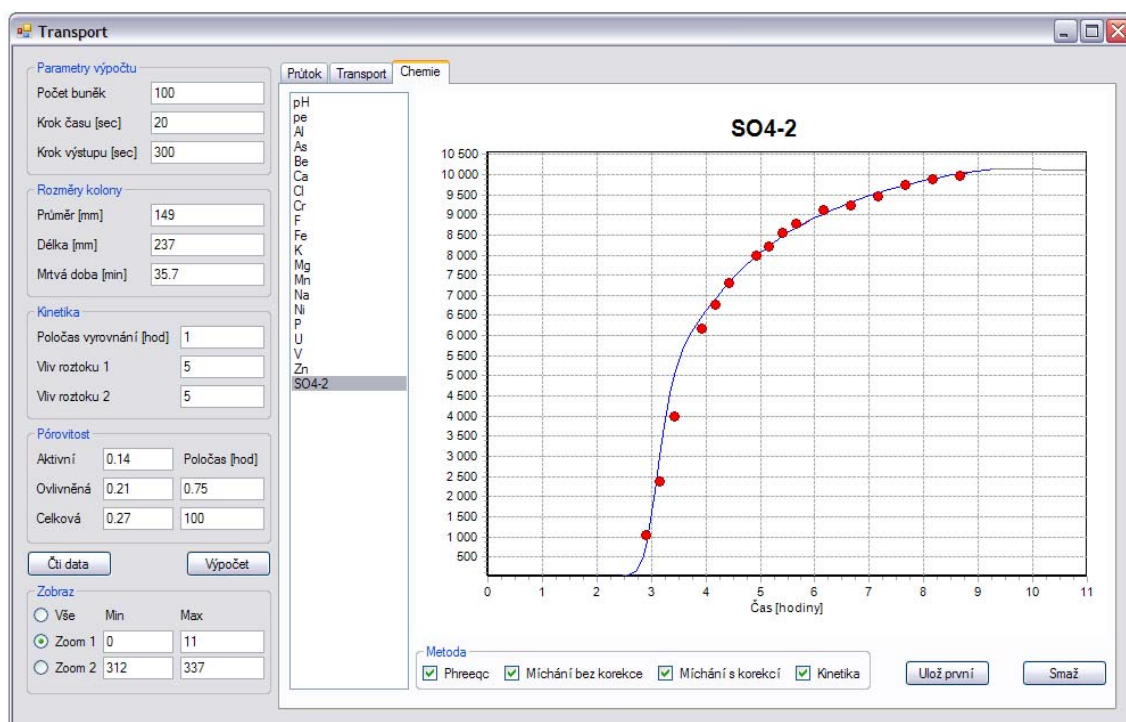 Transport
Parametry výpočtu
Počet buněk 100
Krok času [sec] 20
Krok výstupu [sec] 300
Rozměry kolony
Průměr [mm] 149
Délka [mm] 237
Mrtvá doba [min] 35.7
Kinetika
Poločas vyrovnání [hod] 1
Vliv roztoku 1 5
Vliv roztoku 2 5
Pórovitost
Aktivní 0.14 Poločas [hod]
Ovlivněná 0.21 0.75
Celková 0.27 100
Čti data Výpočet
Zobraz
Vše Min Max
Zoom 1 0 11
Zoom 2 312 337
Průtok Transport Chemie
pH
pe
Al
As
Be
Ca
Cl
Cr
F
Fe
K
Mg
Mn
Na
Ni
P
U
V
Zn
SO4-2
SO4-2
10 500
10 000
9 500
9 000
8 500
8 000
7 500
7 000
6 500
6 000
5 500
5 000
4 500
4 000
3 500
3 000
2 500
2 000
1 500
1 000
500
0 1 2 3 4 5 6 7 8 9 10 11
Čas [hodiny]
Metoda
Phreeqc Míchání bez korekce Míchání s korekcí Kinetika
Ulož první Smaž